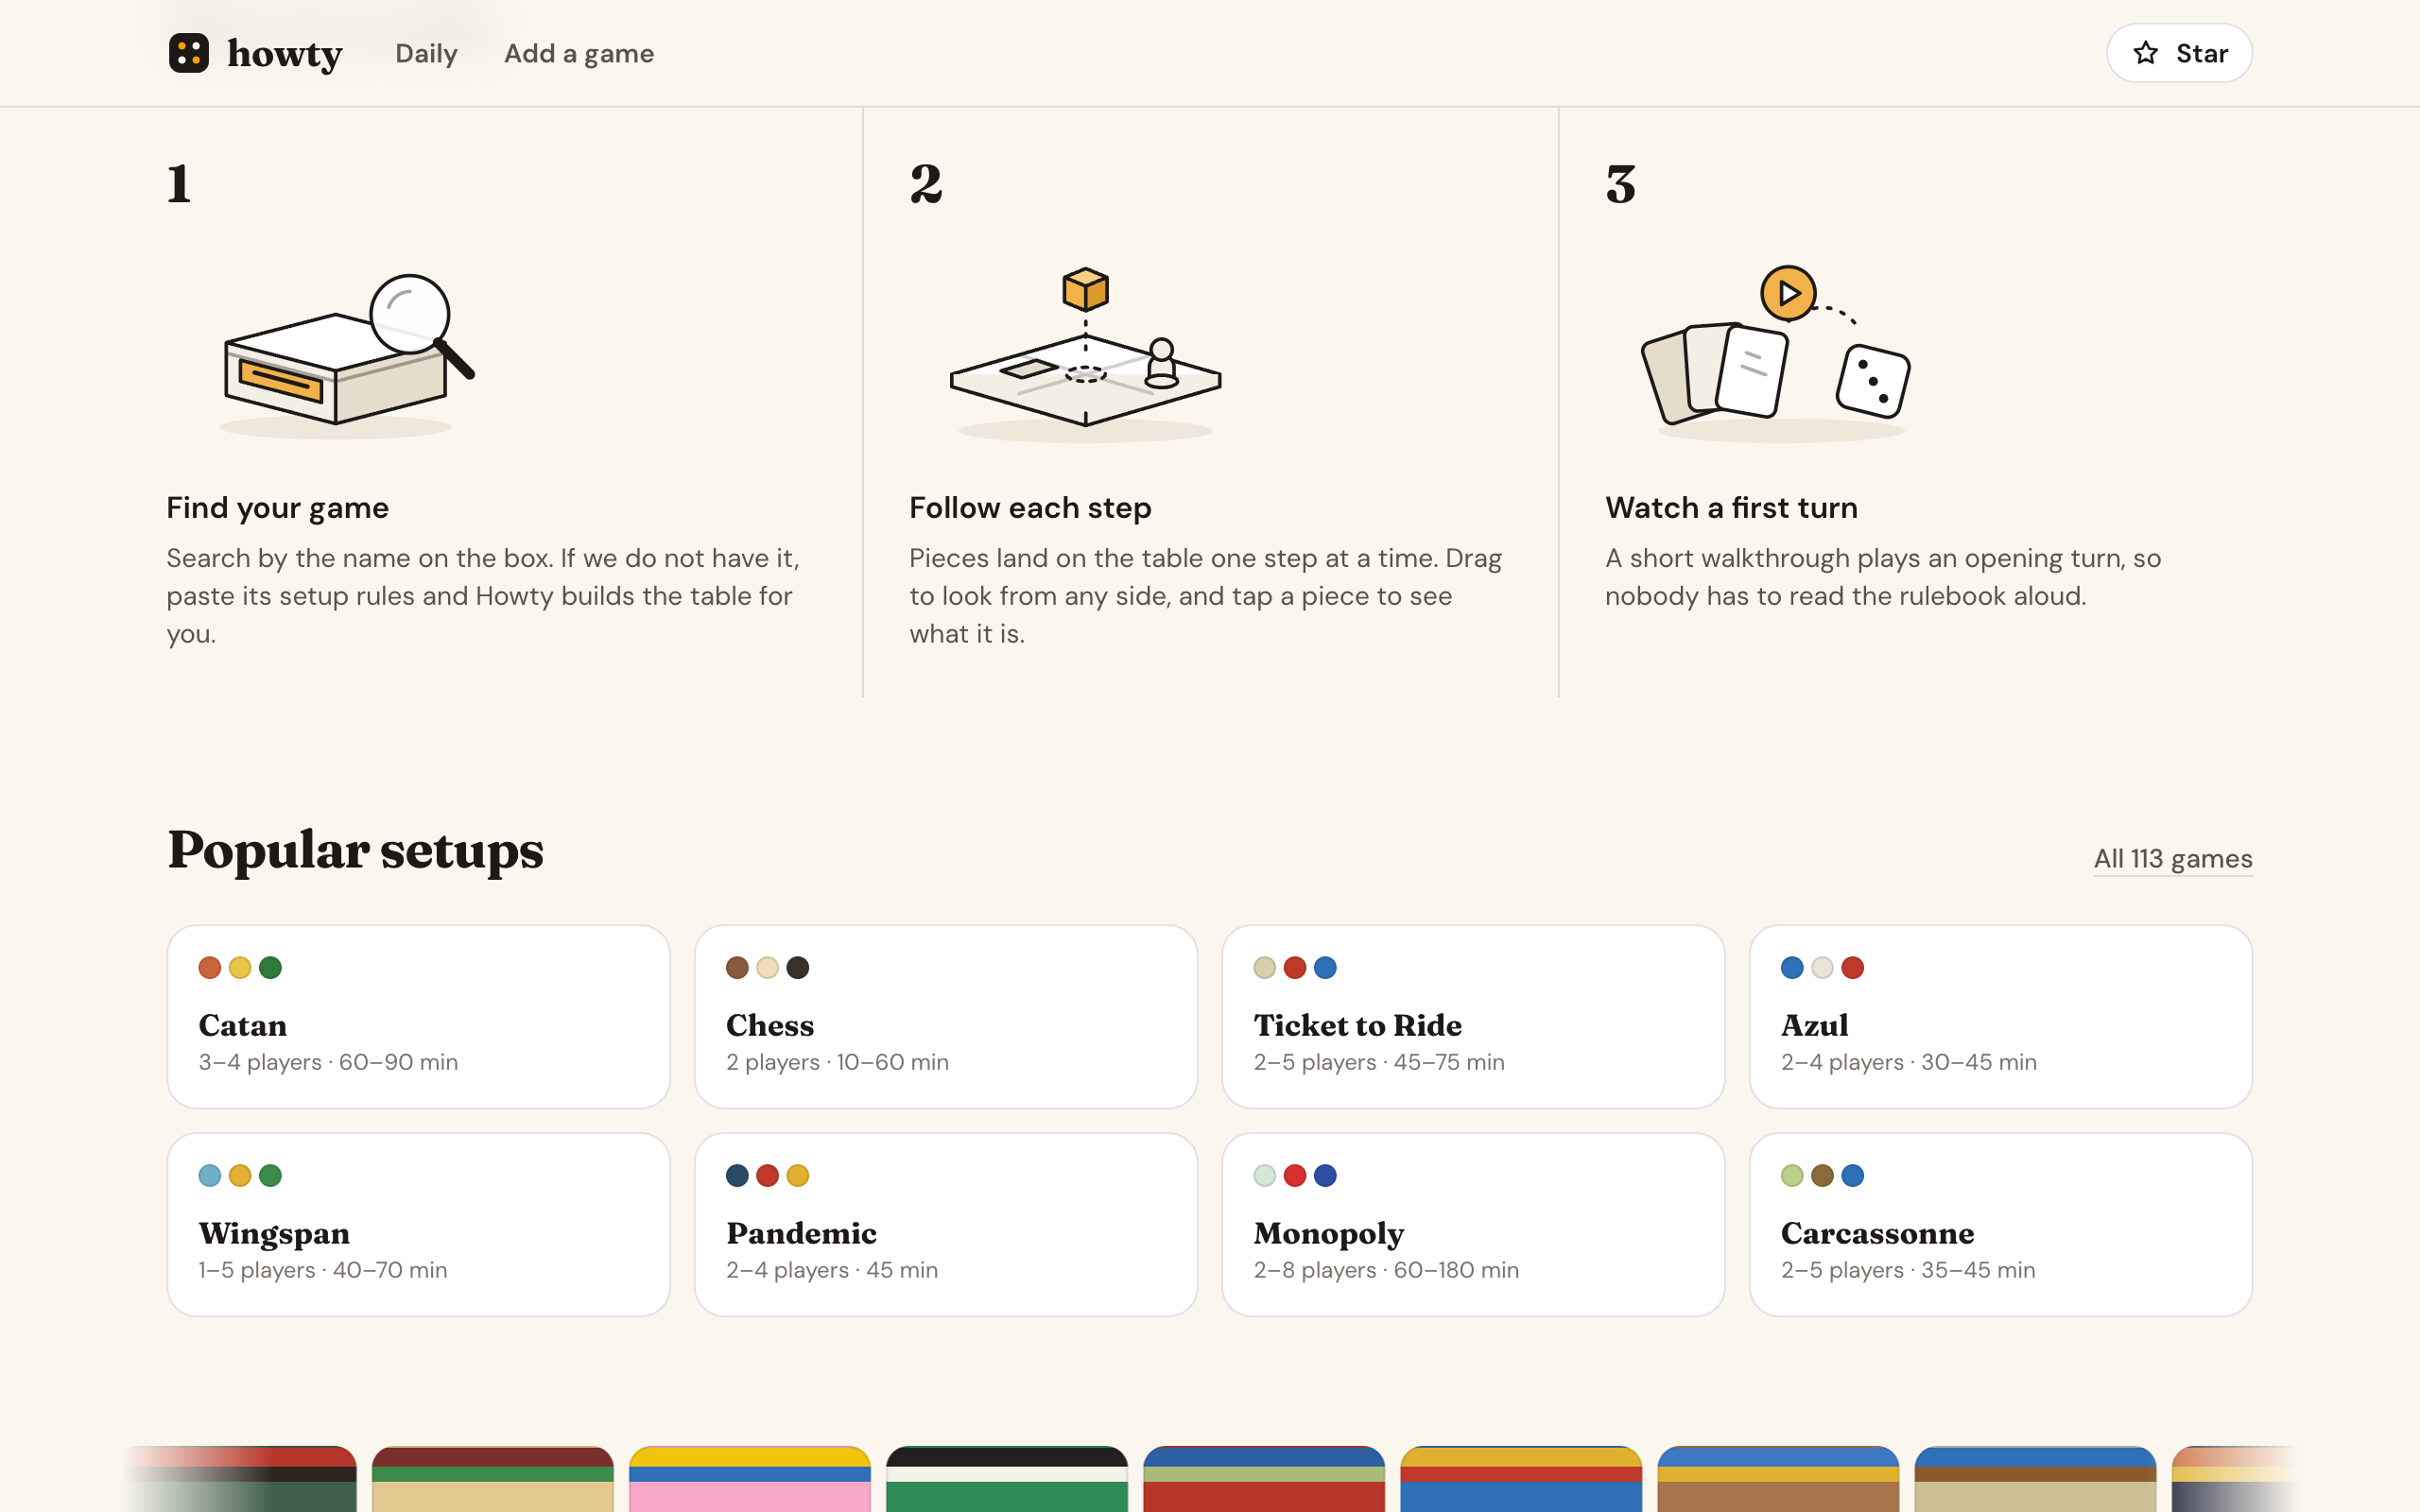 howty
Daily
Add a game
Star
1
2
3
Find your game
Search by the name on the box. If we do not have it,
paste its setup rules and Howty builds the table for
you.
Follow each step
Pieces land on the table one step at a time. Drag
to look from any side, and tap a piece to see
what it is.
Watch a first turn
A short walkthrough plays an opening turn, so
nobody has to read the rulebook aloud.
Popular setups
All 113 games
Catan
3–4 players · 60–90 min
Chess
2 players · 10–60 min
Ticket to Ride
2–5 players · 45–75 min
Azul
2–4 players · 30–45 min
Wingspan
1–5 players · 40–70 min
Pandemic
2–4 players · 45 min
Monopoly
2–8 players · 60–180 min
Carcassonne
2–5 players · 35–45 min